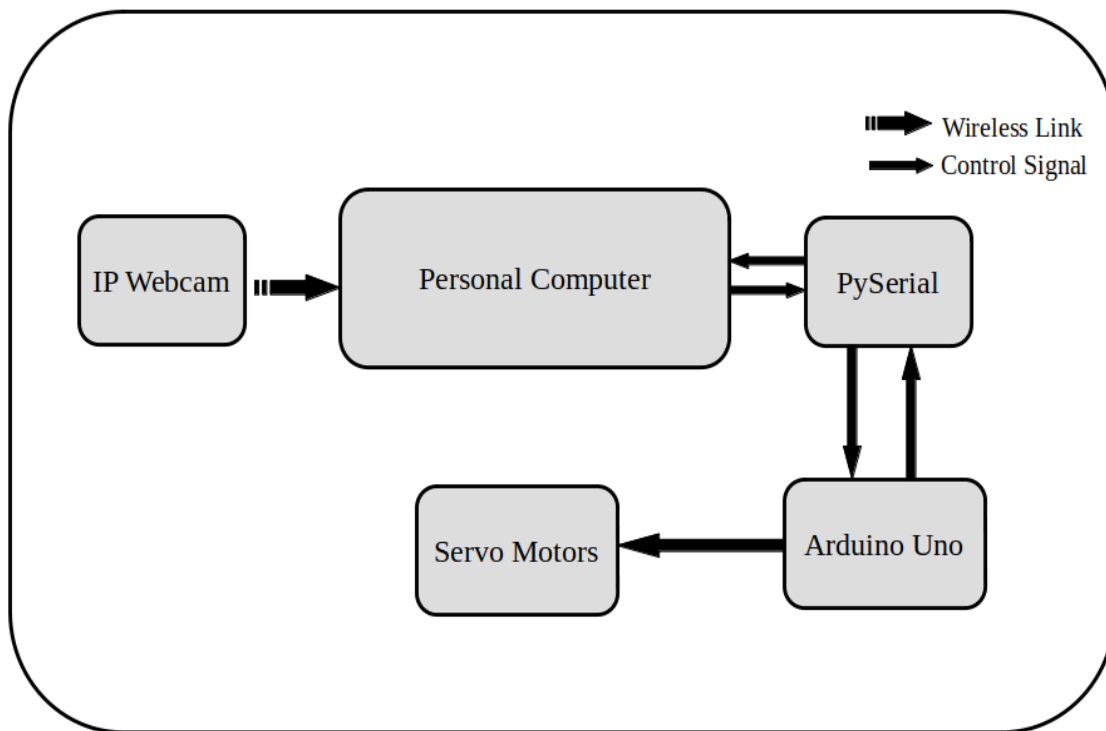 Wireless Link
Control Signal
IP Webcam
Personal Computer
PySerial
Servo Motors
Arduino Uno